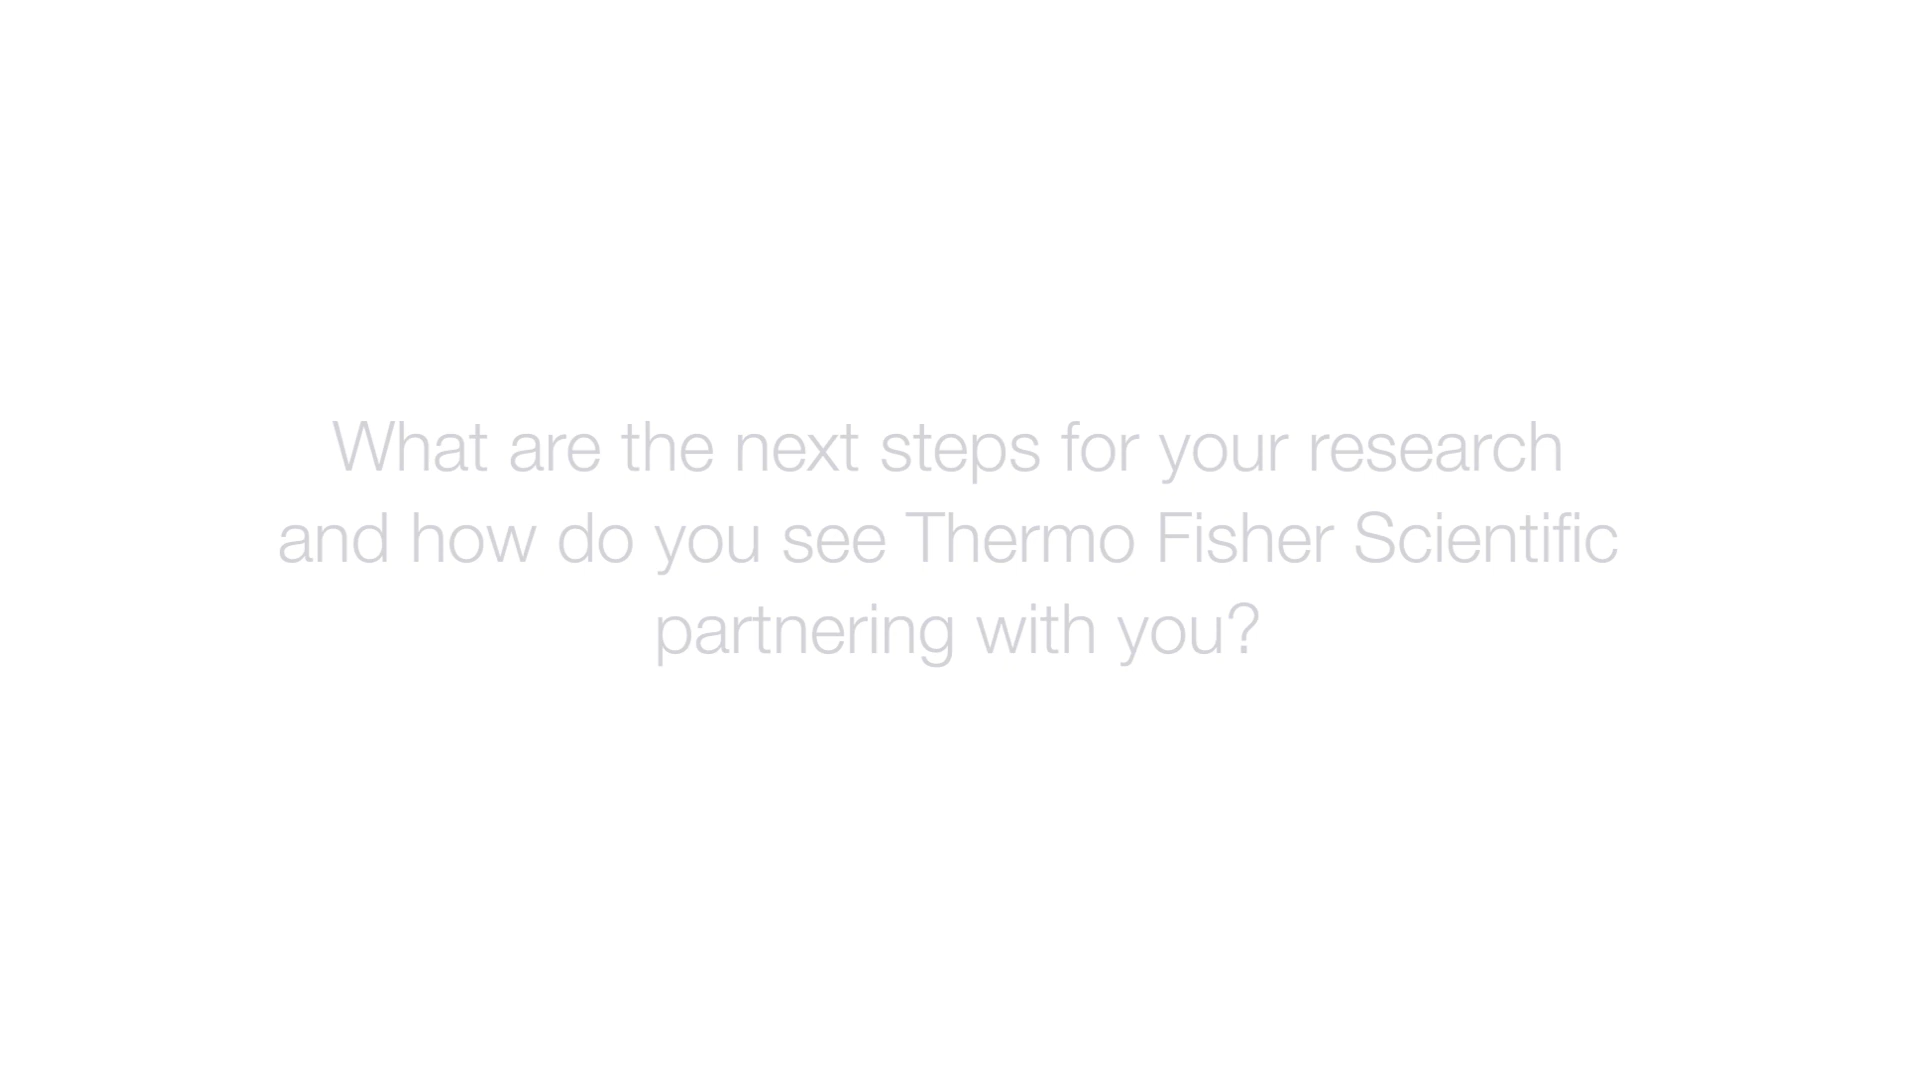 What are the next steps for your research
and how do you see Thermo Fisher Scientific
partnering with you?